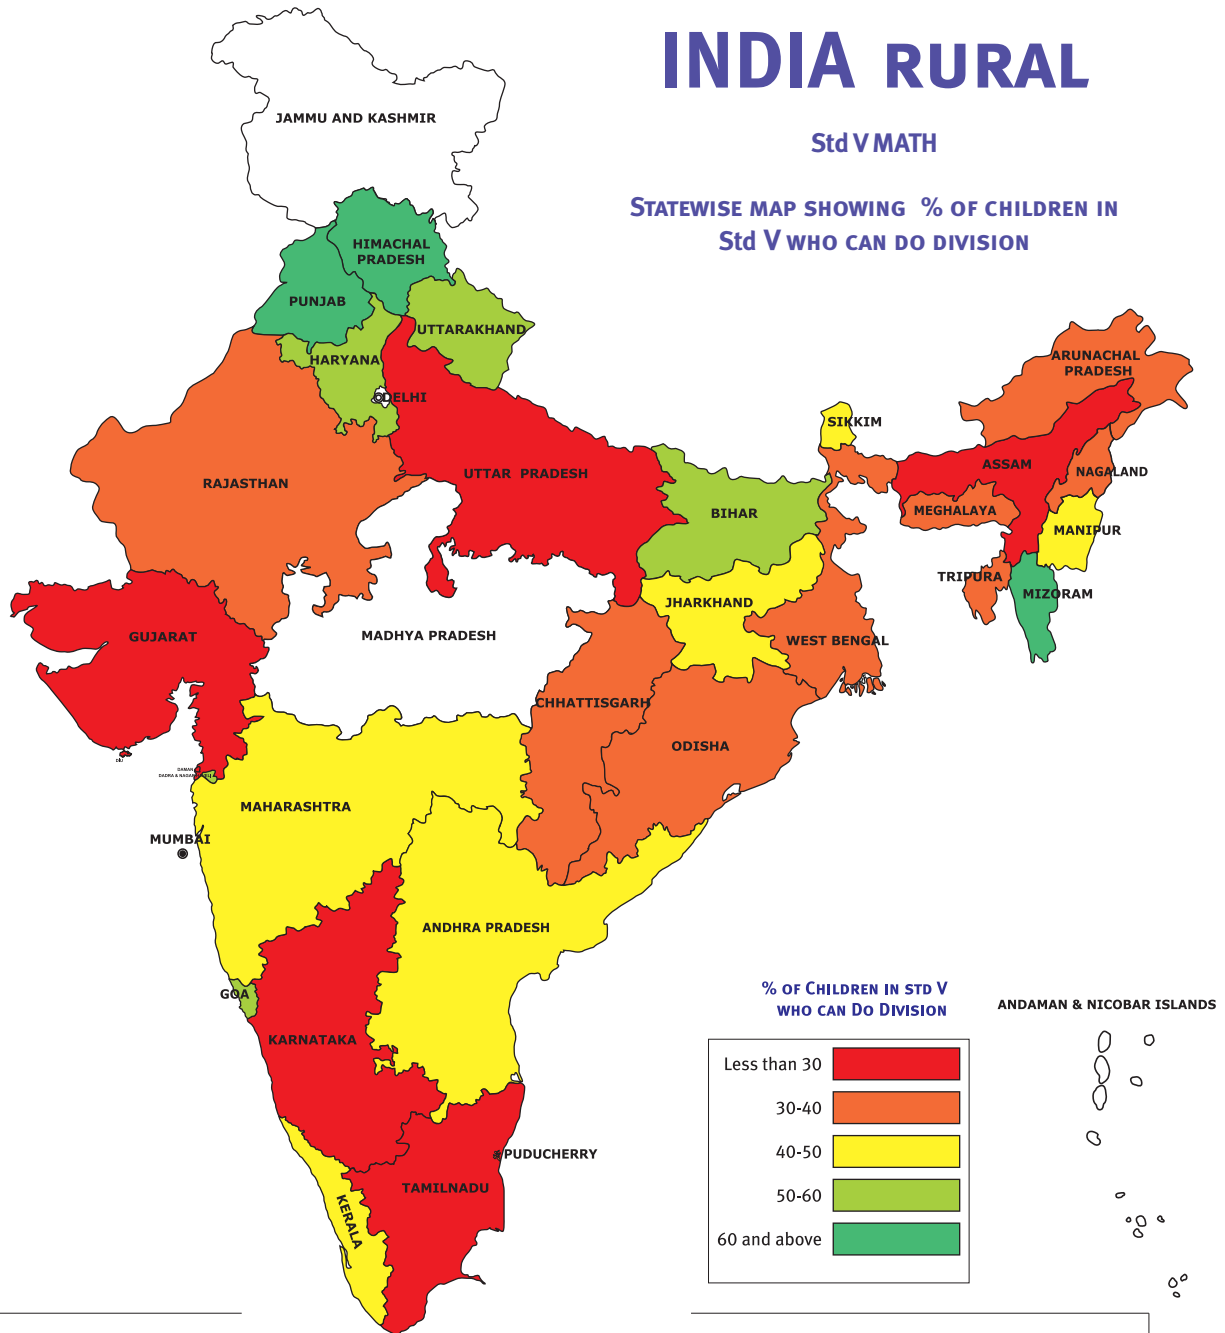 INDIA RURAL
Std V MATH
STATEWISE MAP SHOWING % OF CHILDREN IN
Std V WHO CAN DO DIVISION
JAMMU AND KASHMIR
HIMACHAL
PRADESH
PUNJAB
UTTARAKHAND
HARYANA
DELHI
ARUNACHAL
PRADESH
SIKKIM
RAJASTHAN
UTTAR PRADESH
ASSAM
NAGALAND
BIHAR
MEGHALAYA
MANIPUR
TRIPURA
MIZORAM
JHARKHAND
GUJARAT
MADHYA PRADESH
WEST BENGAL
CHHATTISGARH
ODISHA
DIU
DAMAN
MAHARASHTRA
MUMBAI
ANDHRA PRADESH
GOA
KARNATAKA
PUDUCHERRY
TAMILNADU
KERALA
% OF CHILDREN IN STD V
WHO CAN DO DIVISION
Less than 30
30-40
40-50
50-60
60 and above
ANDAMAN & NICOBAR ISLANDS